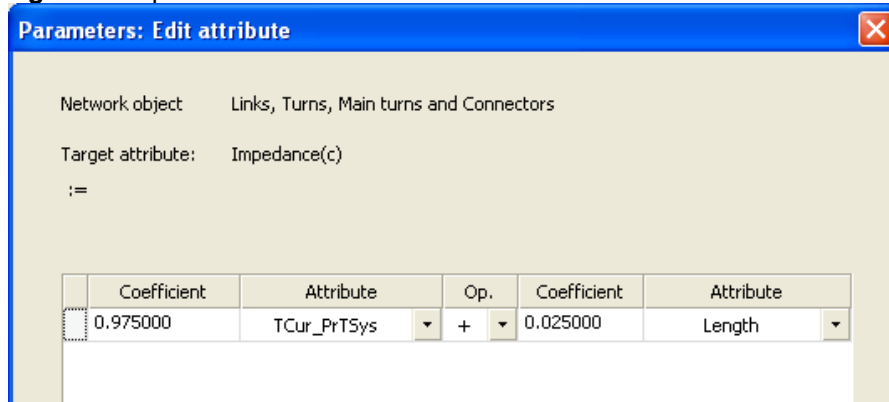 Parameters: Edit attribute
Network object Links, Turns, Main turns and Connectors
Target attribute: Impedance(c)
:=
Coefficient Attribute Op. Coefficient Attribute
0.975000 TCur_PrTSys + 0.025000 Length